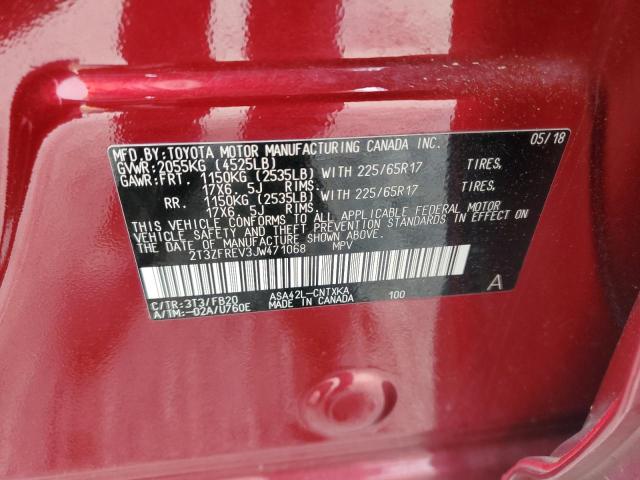 MFD.BY:TOYOTA MOTOR MANUFACTURING CANADA INC. 05/18
GVWR:2055KG (4525LB)
GAWR:FRT. 1150KG (2535LB) WITH 225/65R17 TIRES,
17X6.5J RIMS.
RR. 1150KG (2535LB) WITH 225/65R17 TIRES,
17X6.5J RIMS.
THIS VEHICLE CONFORMS TO ALL APPLICABLE FEDERAL MOTOR
VEHICLE SAFETY AND THEFT PREVENTION STANDARDS IN EFFECT ON
THE DATE OF MANUFACTURE SHOWN ABOVE.
2T3ZFREV3JW471068 MPV
C/TR:3T3/FB20 ASA42L-CNTXKA 100 A
A/TM:-02A/U760E MADE IN CANADA